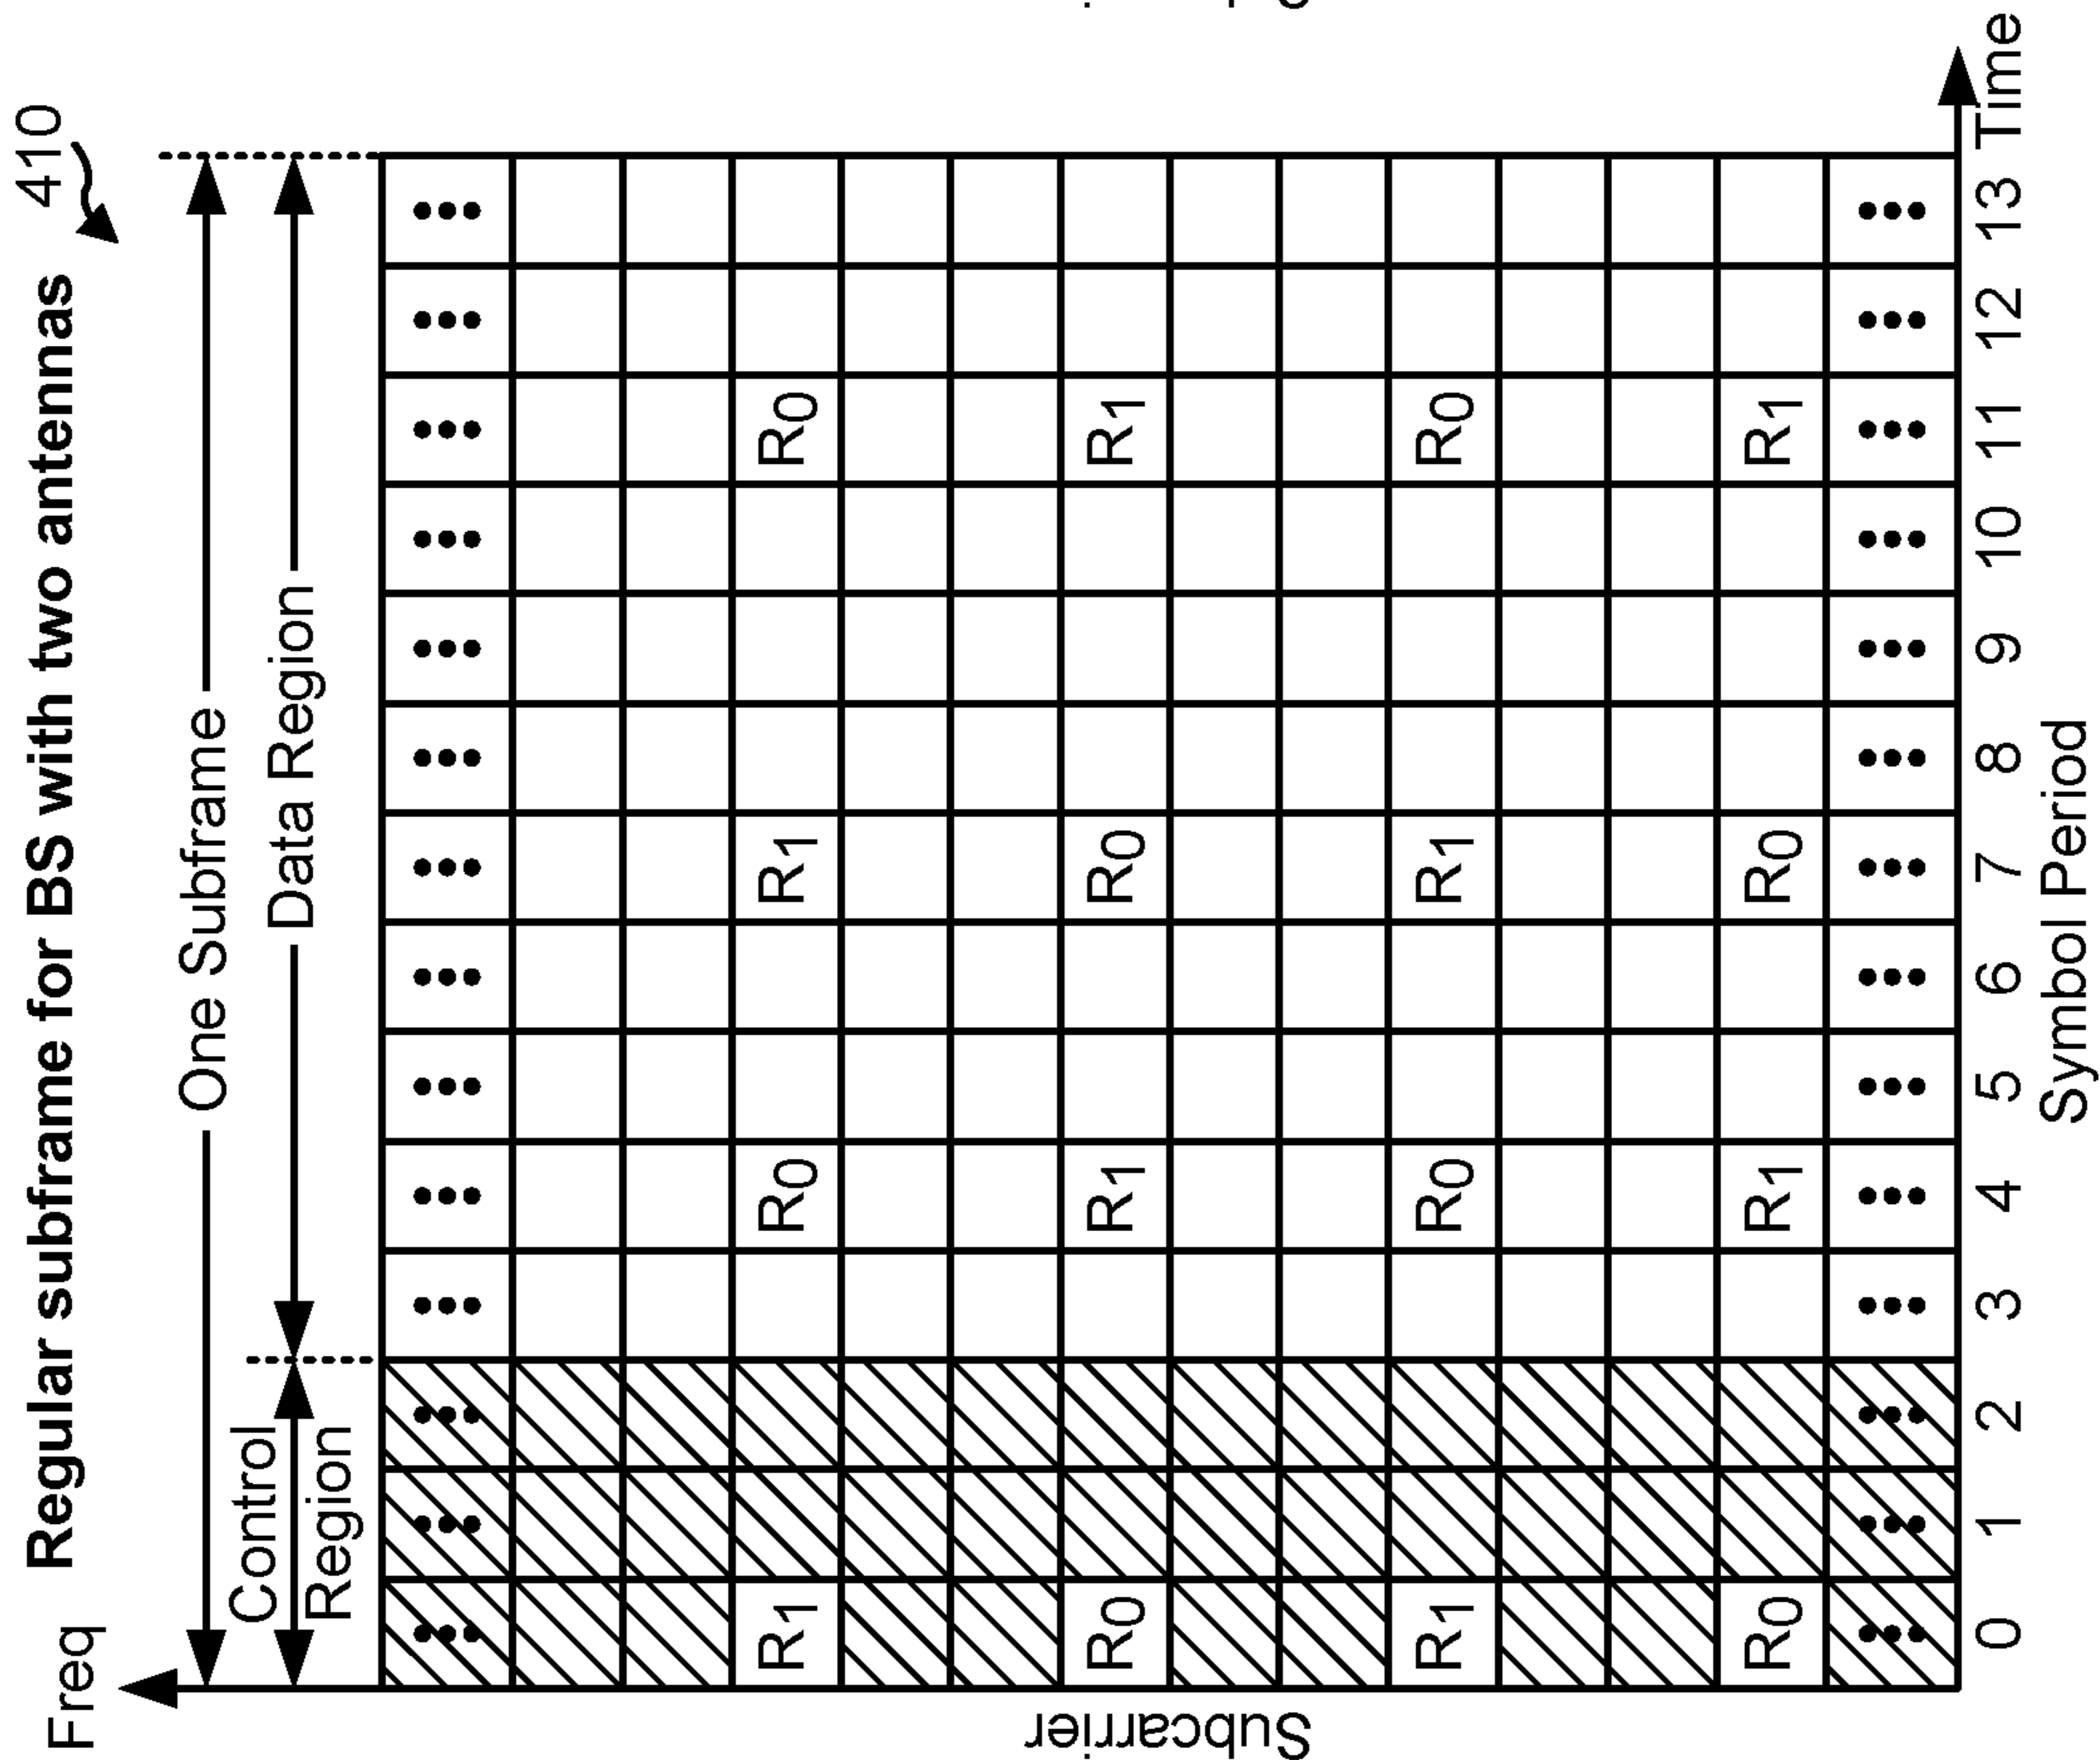 Regular subframe for BS with two antennas
410
Freq
One Subframe
Control
Region
Data Region
R1 R0 R1 R0
R0 R1 R0 R1
R1 R0 R1 R0
R0 R1 R0 R1
Subcarrier
0 1 2 3 4 5 6 7 8 9 10 11 12 13
Time
Symbol Period